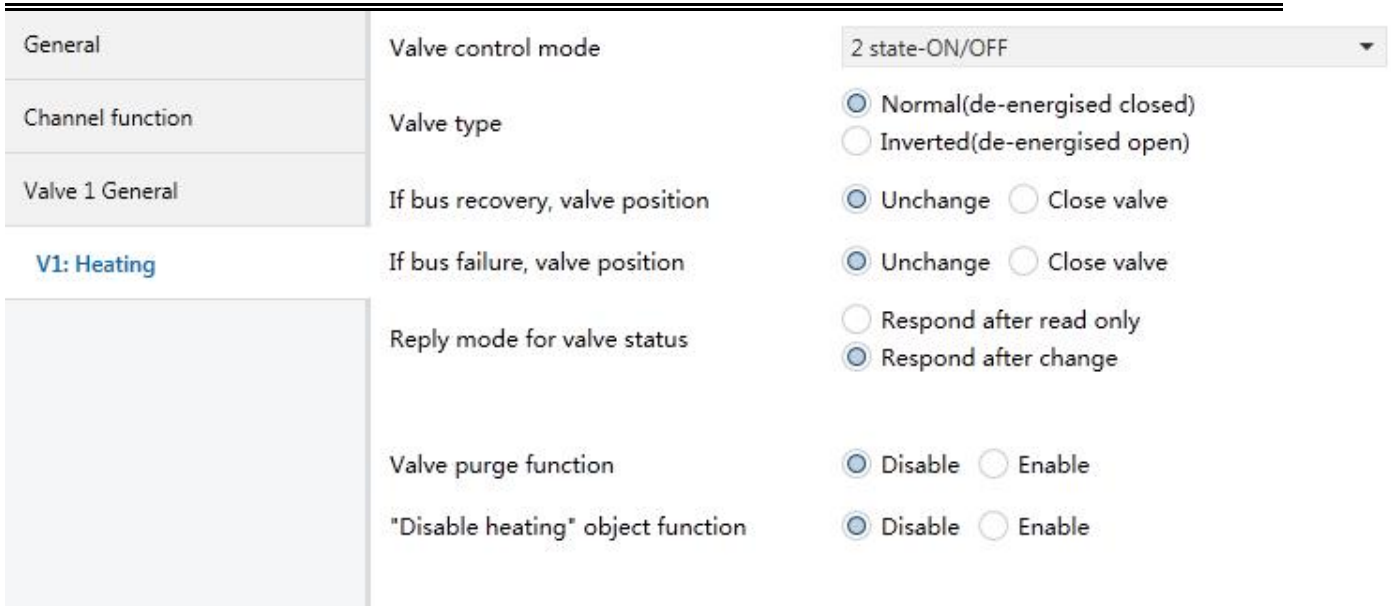 General
Channel function
Valve 1 General
V1: Heating
Valve control mode 2 state-ON/OFF
Valve type Normal(de-energised closed)
Inverted(de-energised open)
If bus recovery, valve position Unchange Close valve
If bus failure, valve position Unchange Close valve
Reply mode for valve status Respond after read only
Respond after change
Valve purge function Disable Enable
"Disable heating" object function Disable Enable